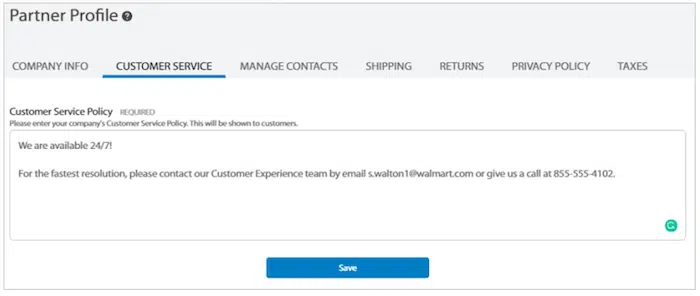 Partner Profile
COMPANY INFO CUSTOMER SERVICE MANAGE CONTACTS SHIPPING RETURNS PRIVACY POLICY TAXES
Customer Service Policy REQUIRED
Please enter your company's Customer Service Policy. This will be shown to customers.
We are available 24/7!
For the fastest resolution, please contact our Customer Experience team by email s.walton1@walmart.com or give us a call at 855-555-4102.
Save